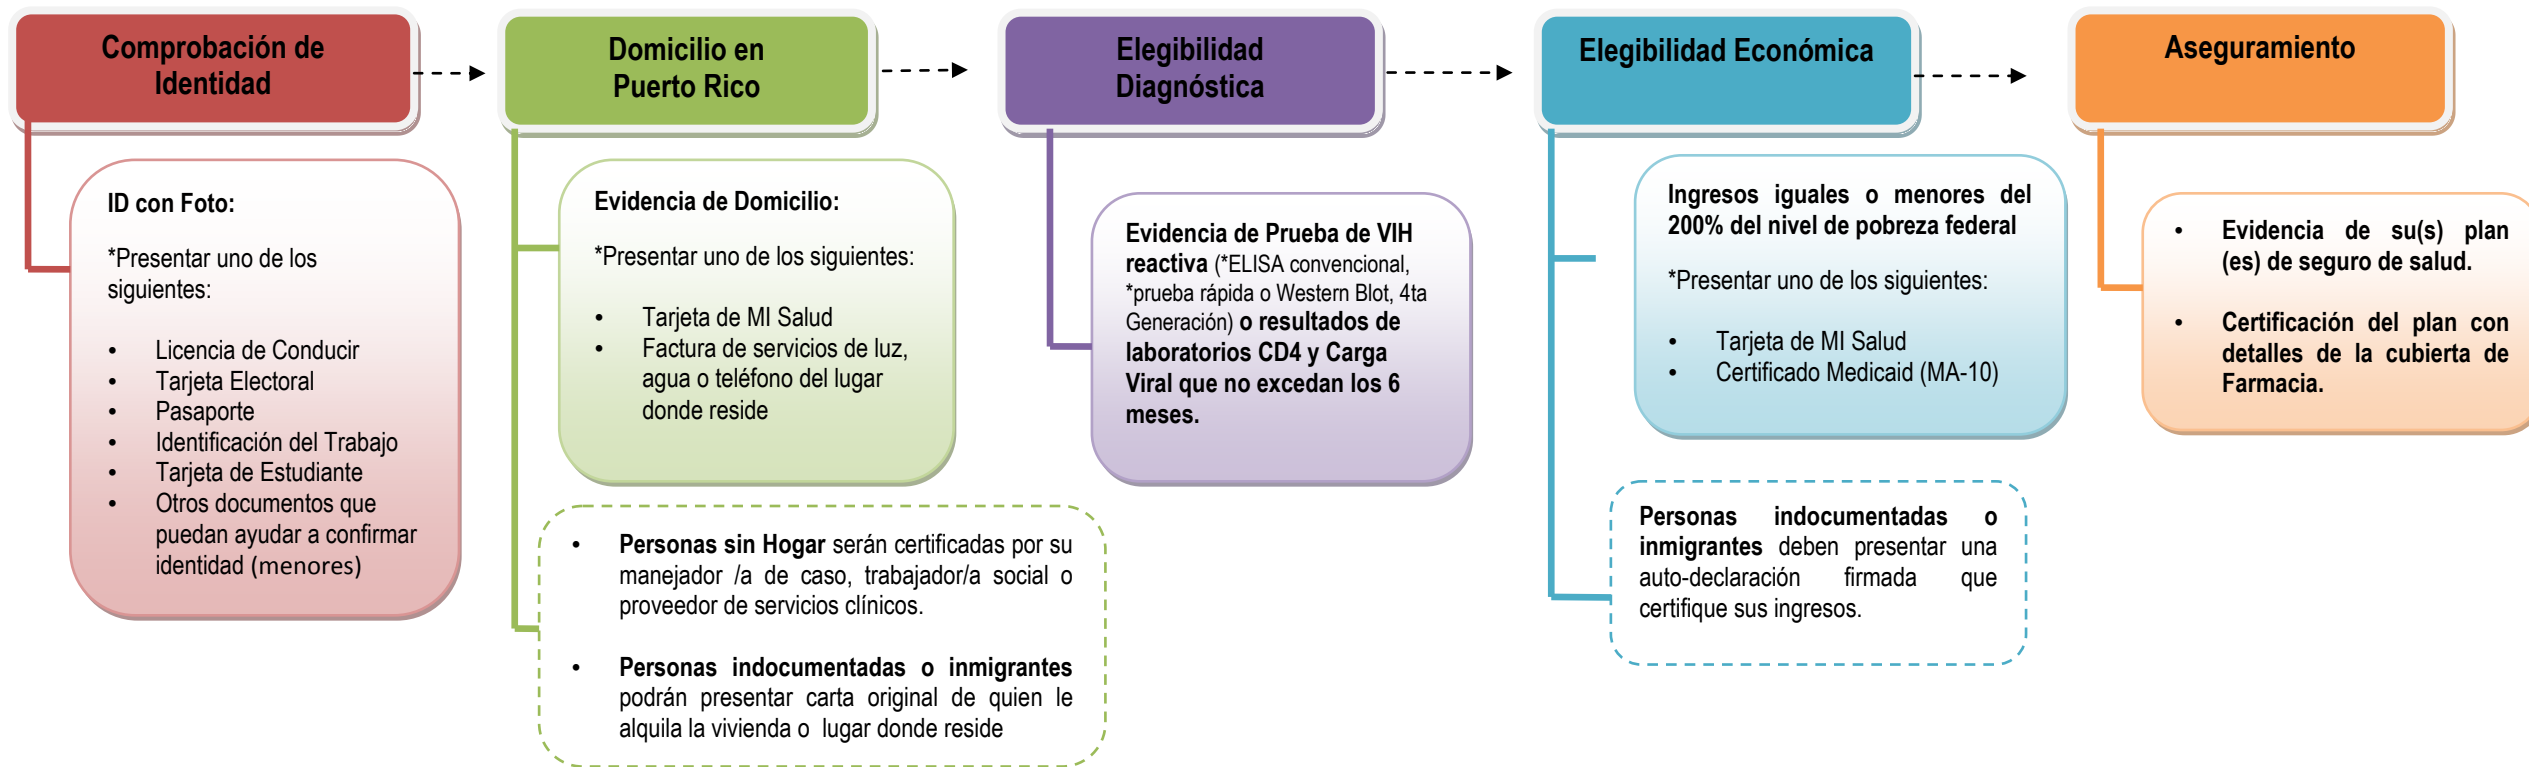 Comprobación de
Identidad
ID con Foto:
*Presentar uno de los
siguientes:
• Licencia de Conducir
• Tarjeta Electoral
• Pasaporte
• Identificación del Trabajo
• Tarjeta de Estudiante
• Otros documentos que
puedan ayudar a confirmar
identidad (menores)
Domicilio en
Puerto Rico
Evidencia de Domicilio:
*Presentar uno de los siguientes:
• Tarjeta de MI Salud
• Factura de servicios de luz,
agua o teléfono del lugar
donde reside
• Personas sin Hogar serán certificadas por su
manejador /a de caso, trabajador/a social o
proveedor de servicios clínicos.
• Personas indocumentadas o inmigrantes
podrán presentar carta original de quien le
alquila la vivienda o lugar donde reside
Elegibilidad
Diagnóstica
Evidencia de Prueba de VIH
reactiva (*ELISA convencional,
*prueba rápida o Western Blot, 4ta
Generación) o resultados de
laboratorios CD4 y Carga
Viral que no excedan los 6
meses.
Elegibilidad Económica
Ingresos iguales o menores del
200% del nivel de pobreza federal
*Presentar uno de los siguientes:
• Tarjeta de MI Salud
• Certificado Medicaid (MA-10)
Personas indocumentadas o
inmigrantes deben presentar una
auto-declaración firmada que
certifique sus ingresos.
Aseguramiento
• Evidencia de su(s) plan
(es) de seguro de salud.
• Certificación del plan con
detalles de la cubierta de
Farmacia.